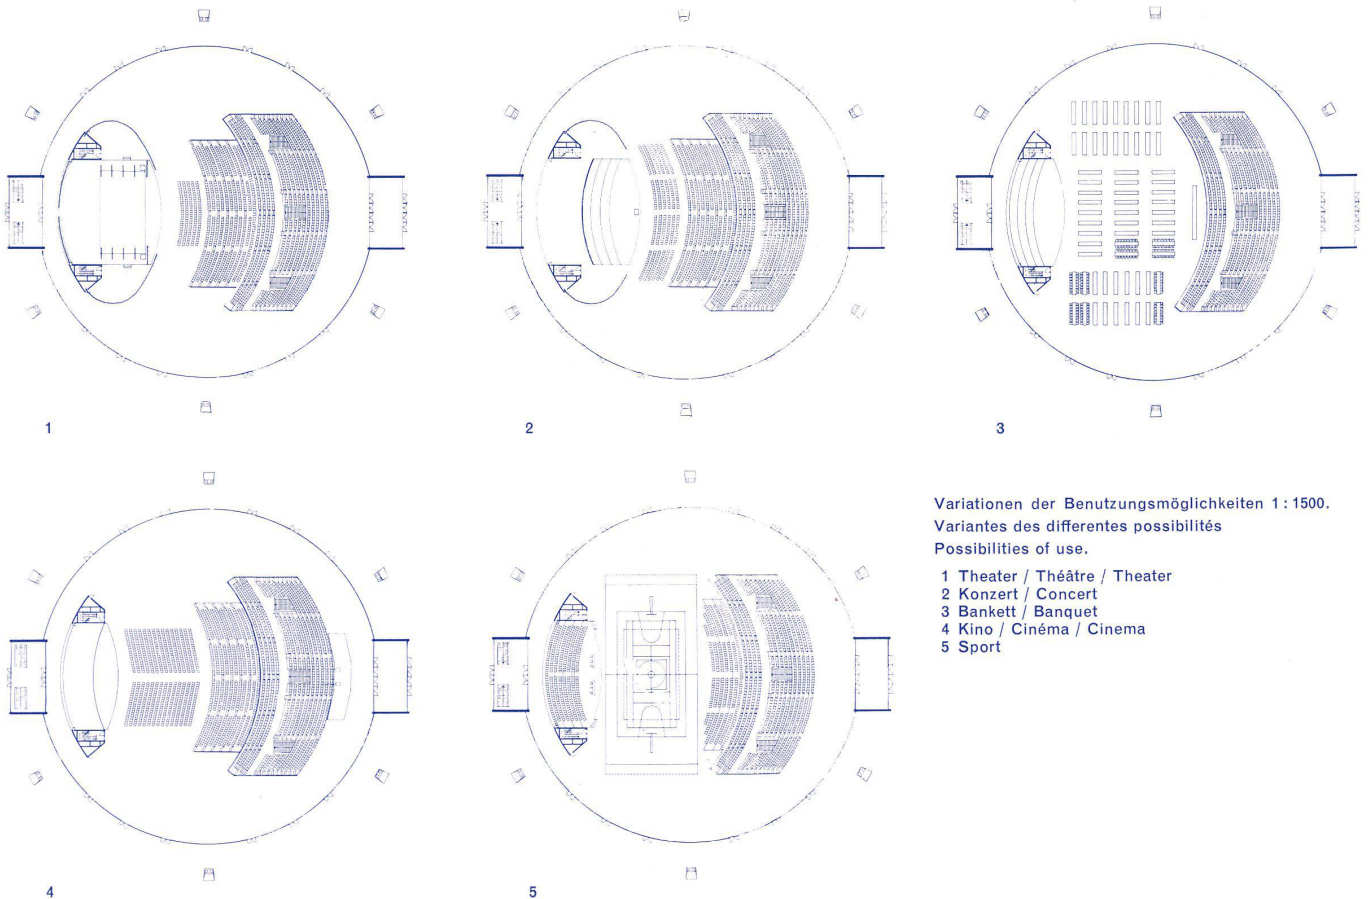 1
2
3
Variationen der Benutzungsmöglichkeiten 1 : 1500.
Variantes des differentes possibilités
Possibilities of use.
1 Theater / Théâtre / Theater
2 Konzert / Concert
3 Bankett / Banquet
4 Kino / Cinéma / Cinema
5 Sport
4
5